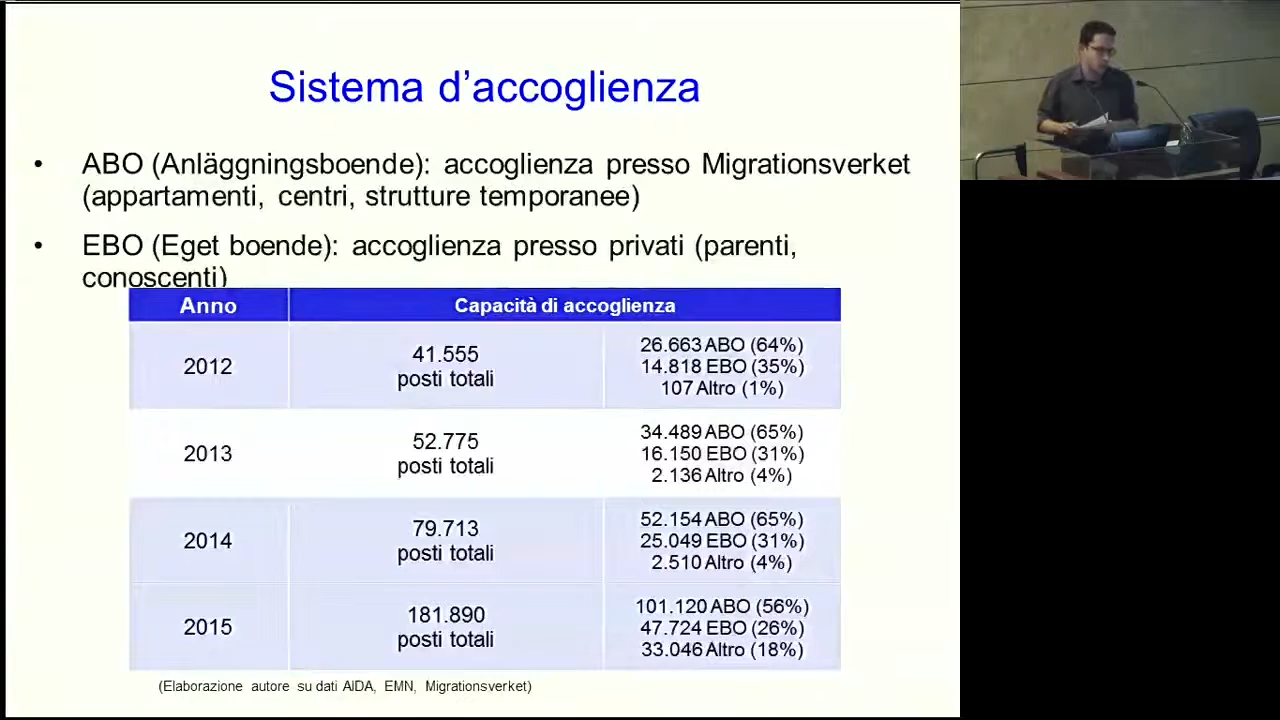 Sistema d’accoglienza
• ABO (Anläggningsboende): accoglienza presso Migrationsverket
(appartamenti, centri, strutture temporanee)
• EBO (Eget boende): accoglienza presso privati (parenti,
conoscenti)
Anno Capacità di accoglienza
2012
41.555
posti totali
26.663 ABO (64%)
14.818 EBO (35%)
107 Altro (1%)
2013
52.775
posti totali
34.489 ABO (65%)
16.150 EBO (31%)
2.136 Altro (4%)
2014
79.713
posti totali
52.154 ABO (65%)
25.049 EBO (31%)
2.510 Altro (4%)
2015
181.890
posti totali
101.120 ABO (56%)
47.724 EBO (26%)
33.046 Altro (18%)
(Elaborazione autore su dati AIDA, EMN, Migrationsverket)